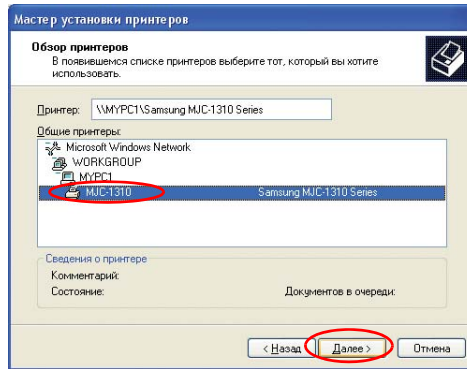 Мастер установки принтеров
Обзор принтеров
В появившемся списке принтеров выберите тот, который вы хотите
использовать.
Принтер: \\MYPC1\Samsung MJC-1310 Series
Общие принтеры:
Microsoft Windows Network
WORKGROUP
MYPC1
MJC-1310 Samsung MJC-1310 Series
Сведения о принтере
Комментарий:
Состояние: Документов в очереди:
< Назад Далее > Отмена